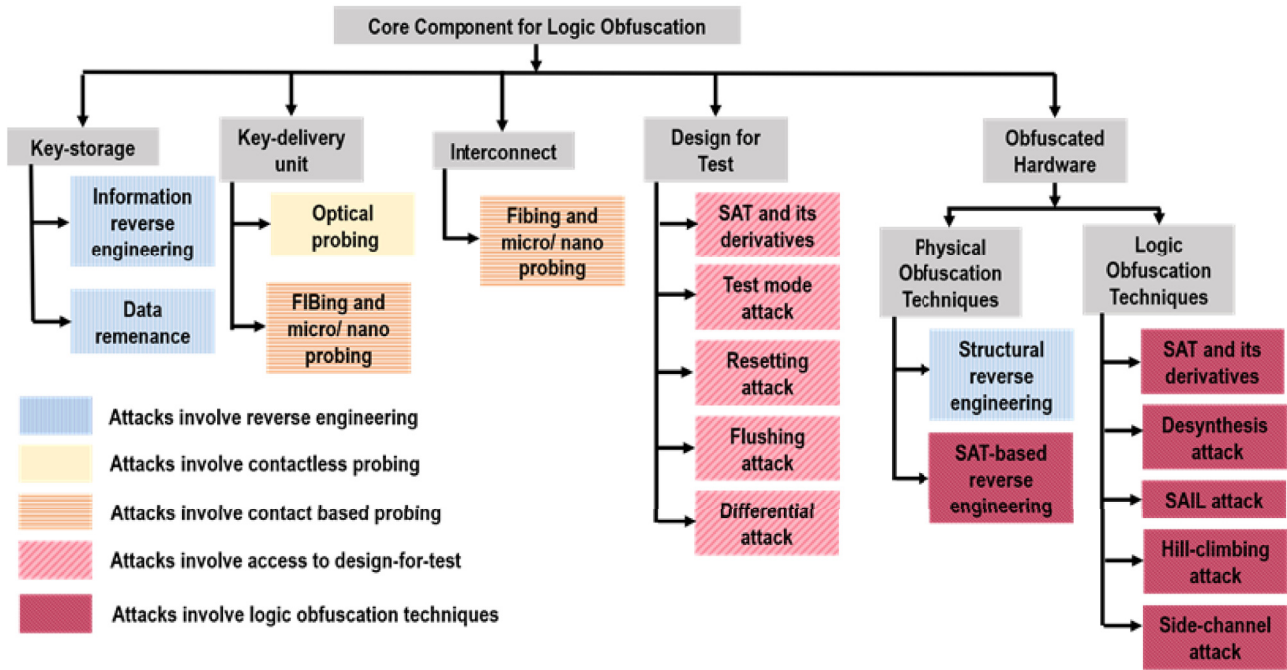 Core Component for Logic Obfuscation
Key-storage
Information
reverse
engineering
Data
remenance
Key-delivery
unit
Optical
probing
FIBing and
micro/ nano
probing
Interconnect
Fibing and
micro/ nano
probing
Design for
Test
SAT and its
derivatives
Test mode
attack
Resetting
attack
Flushing
attack
Differential
attack
Obfuscated
Hardware
Physical
Obfuscation
Techniques
Structural
reverse
engineering
SAT-based
reverse
engineering
Logic
Obfuscation
Techniques
SAT and its
derivatives
Desynthesis
attack
SAIL attack
Hill-climbing
attack
Side-channel
attack
Attacks involve reverse engineering
Attacks involve contactless probing
Attacks involve contact based probing
Attacks involve access to design-for-test
Attacks involve logic obfuscation techniques